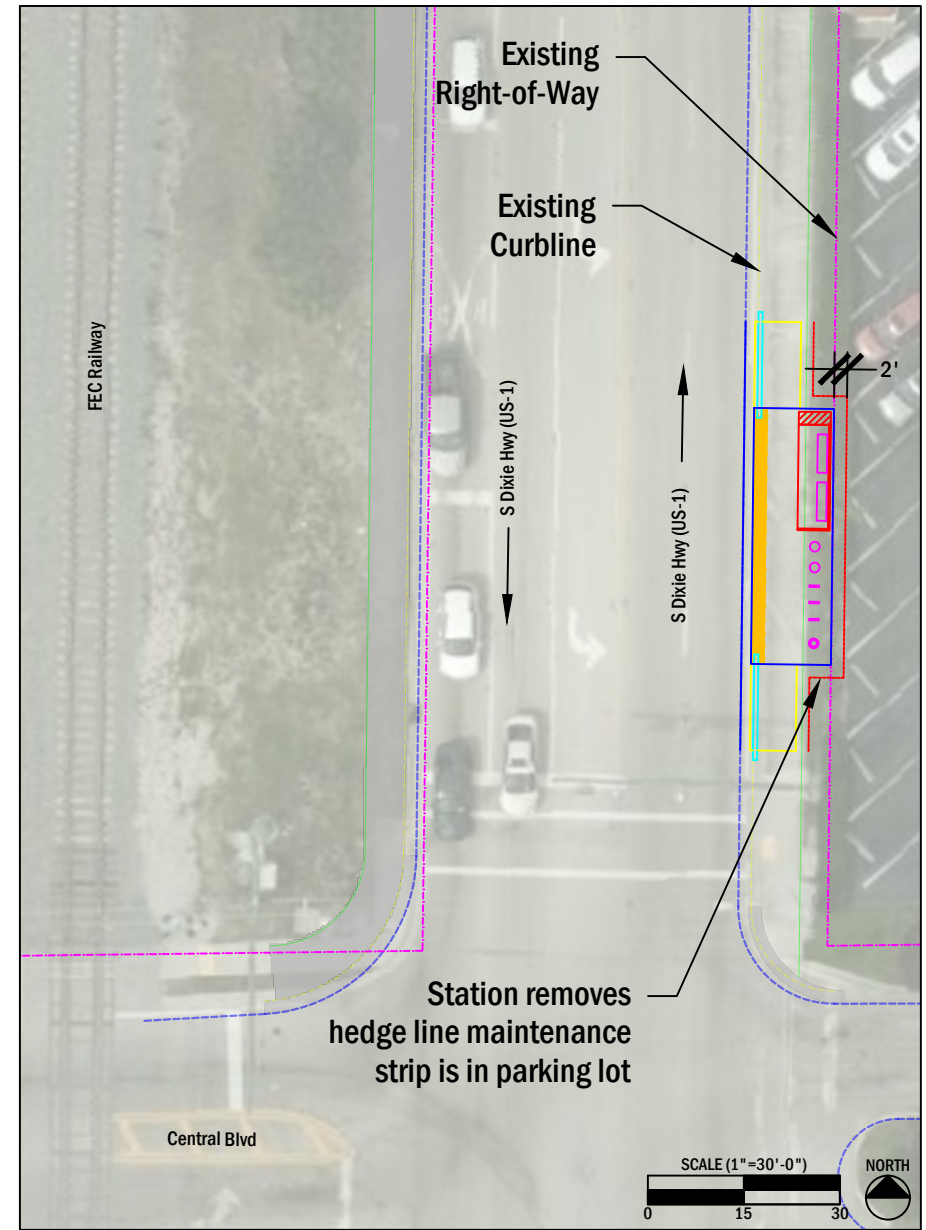 Existing
Right-of-Way
Existing
Curbline
FEC Railway
2'
S Dixie Hwy (US-1)
S Dixie Hwy (US-1)
Station removes
hedge line maintenance
strip is in parking lot
Central Blvd
SCALE (1"=30'-0")
0 15 30
NORTH